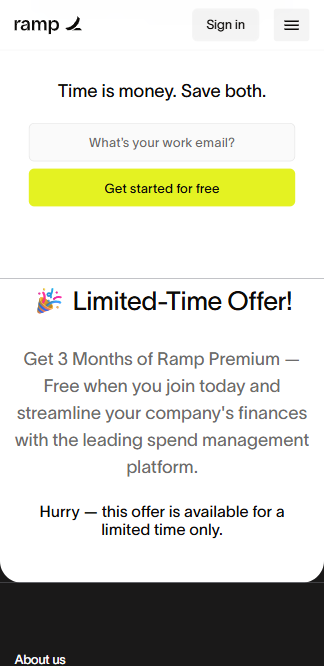 ramp
Sign in
Time is money. Save both.
What's your work email?
Get started for free
Limited-Time Offer!
Get 3 Months of Ramp Premium —
Free when you join today and
streamline your company's finances
with the leading spend management
platform.
Hurry — this offer is available for a
limited time only.
About us